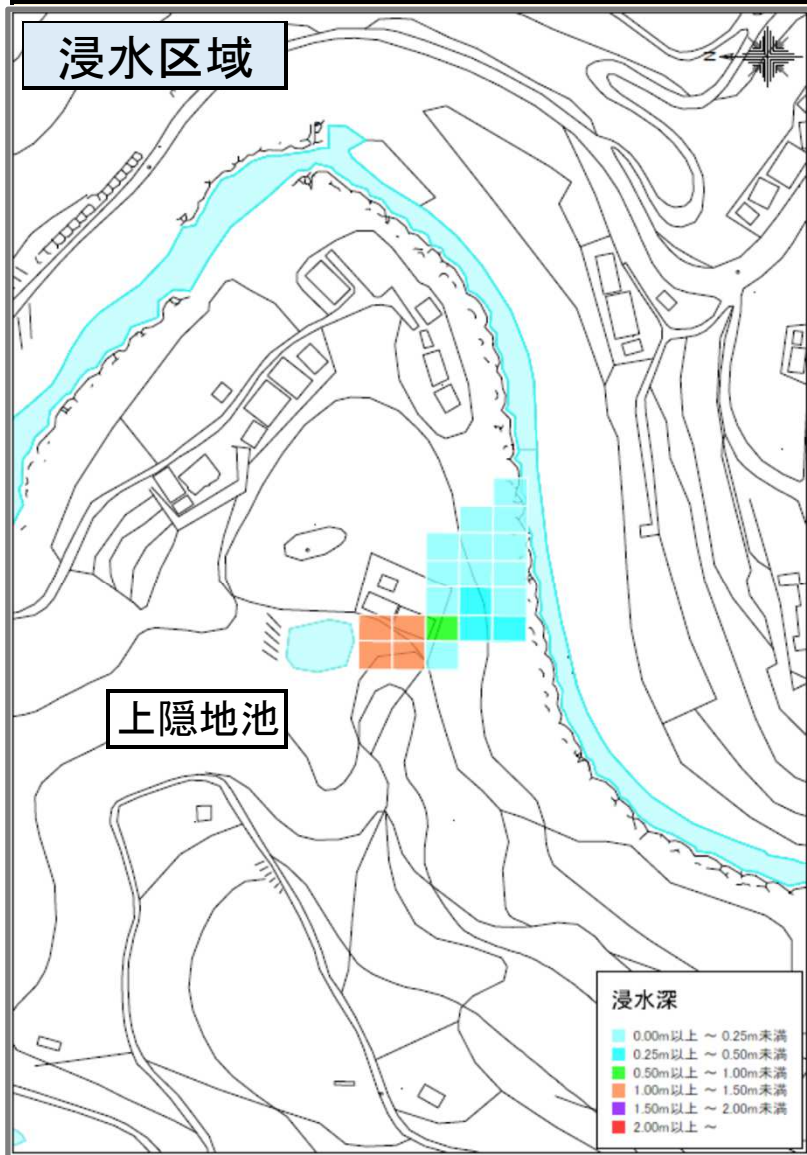 浸水区域
N
上隠地池
浸水深
0.00m以上 ～ 0.25m未満
0.25m以上 ～ 0.50m未満
0.50m以上 ～ 1.00m未満
1.00m以上 ～ 1.50m未満
1.50m以上 ～ 2.00m未満
2.00m以上 ～